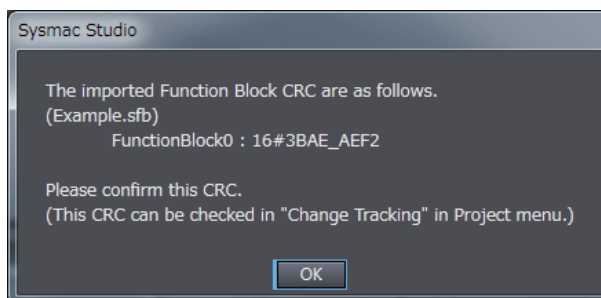 Sysmac Studio
The imported Function Block CRC are as follows.
(Example.sfb)
FunctionBlock0 : 16#3BAE_AEF2
Please confirm this CRC.
(This CRC can be checked in "Change Tracking" in Project menu.)
OK